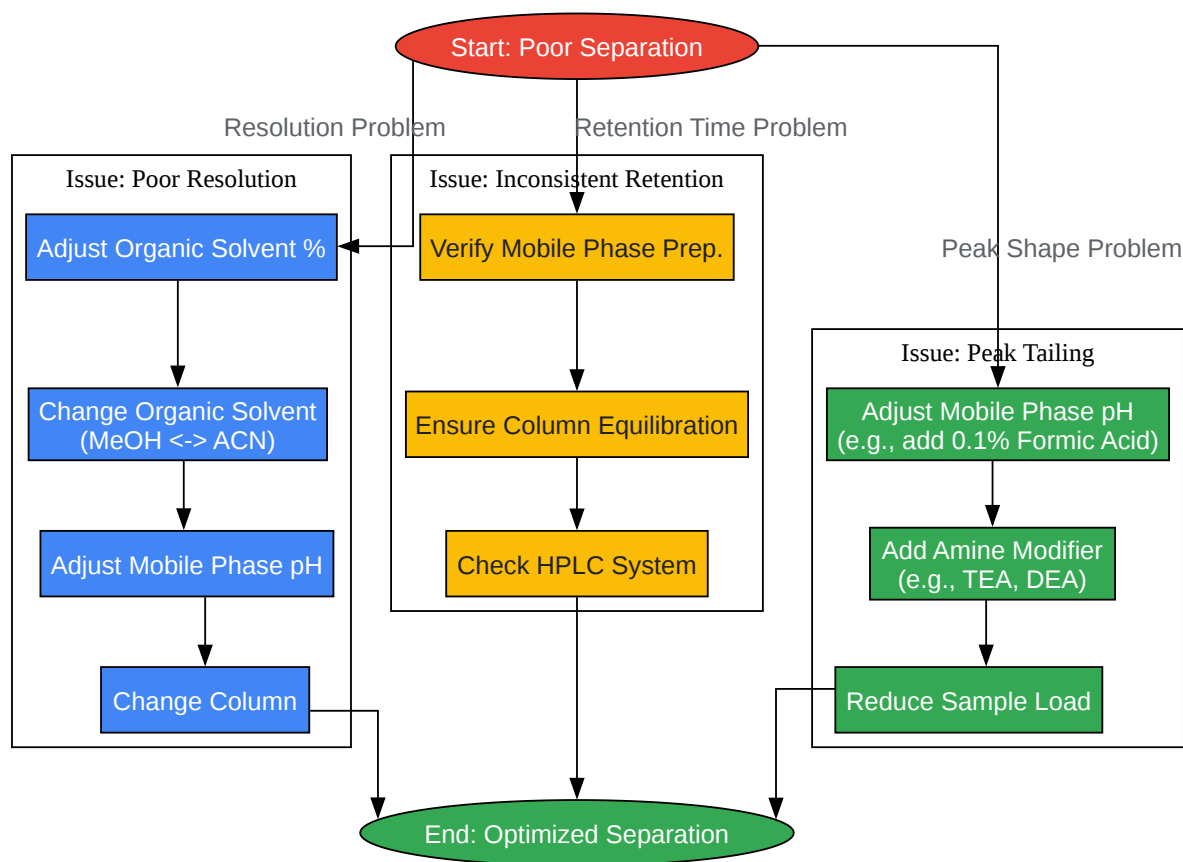 Start: Poor Separation
Resolution Problem
Retention Time Problem
Peak Shape Problem
Issue: Poor Resolution
Adjust Organic Solvent %
Change Organic Solvent
(MeOH <-> ACN)
Adjust Mobile Phase pH
Change Column
Issue: Inconsistent Retention
Verify Mobile Phase Prep.
Ensure Column Equilibration
Check HPLC System
Issue: Peak Tailing
Adjust Mobile Phase pH
(e.g., add 0.1% Formic Acid)
Add Amine Modifier
(e.g., TEA, DEA)
Reduce Sample Load
End: Optimized Separation